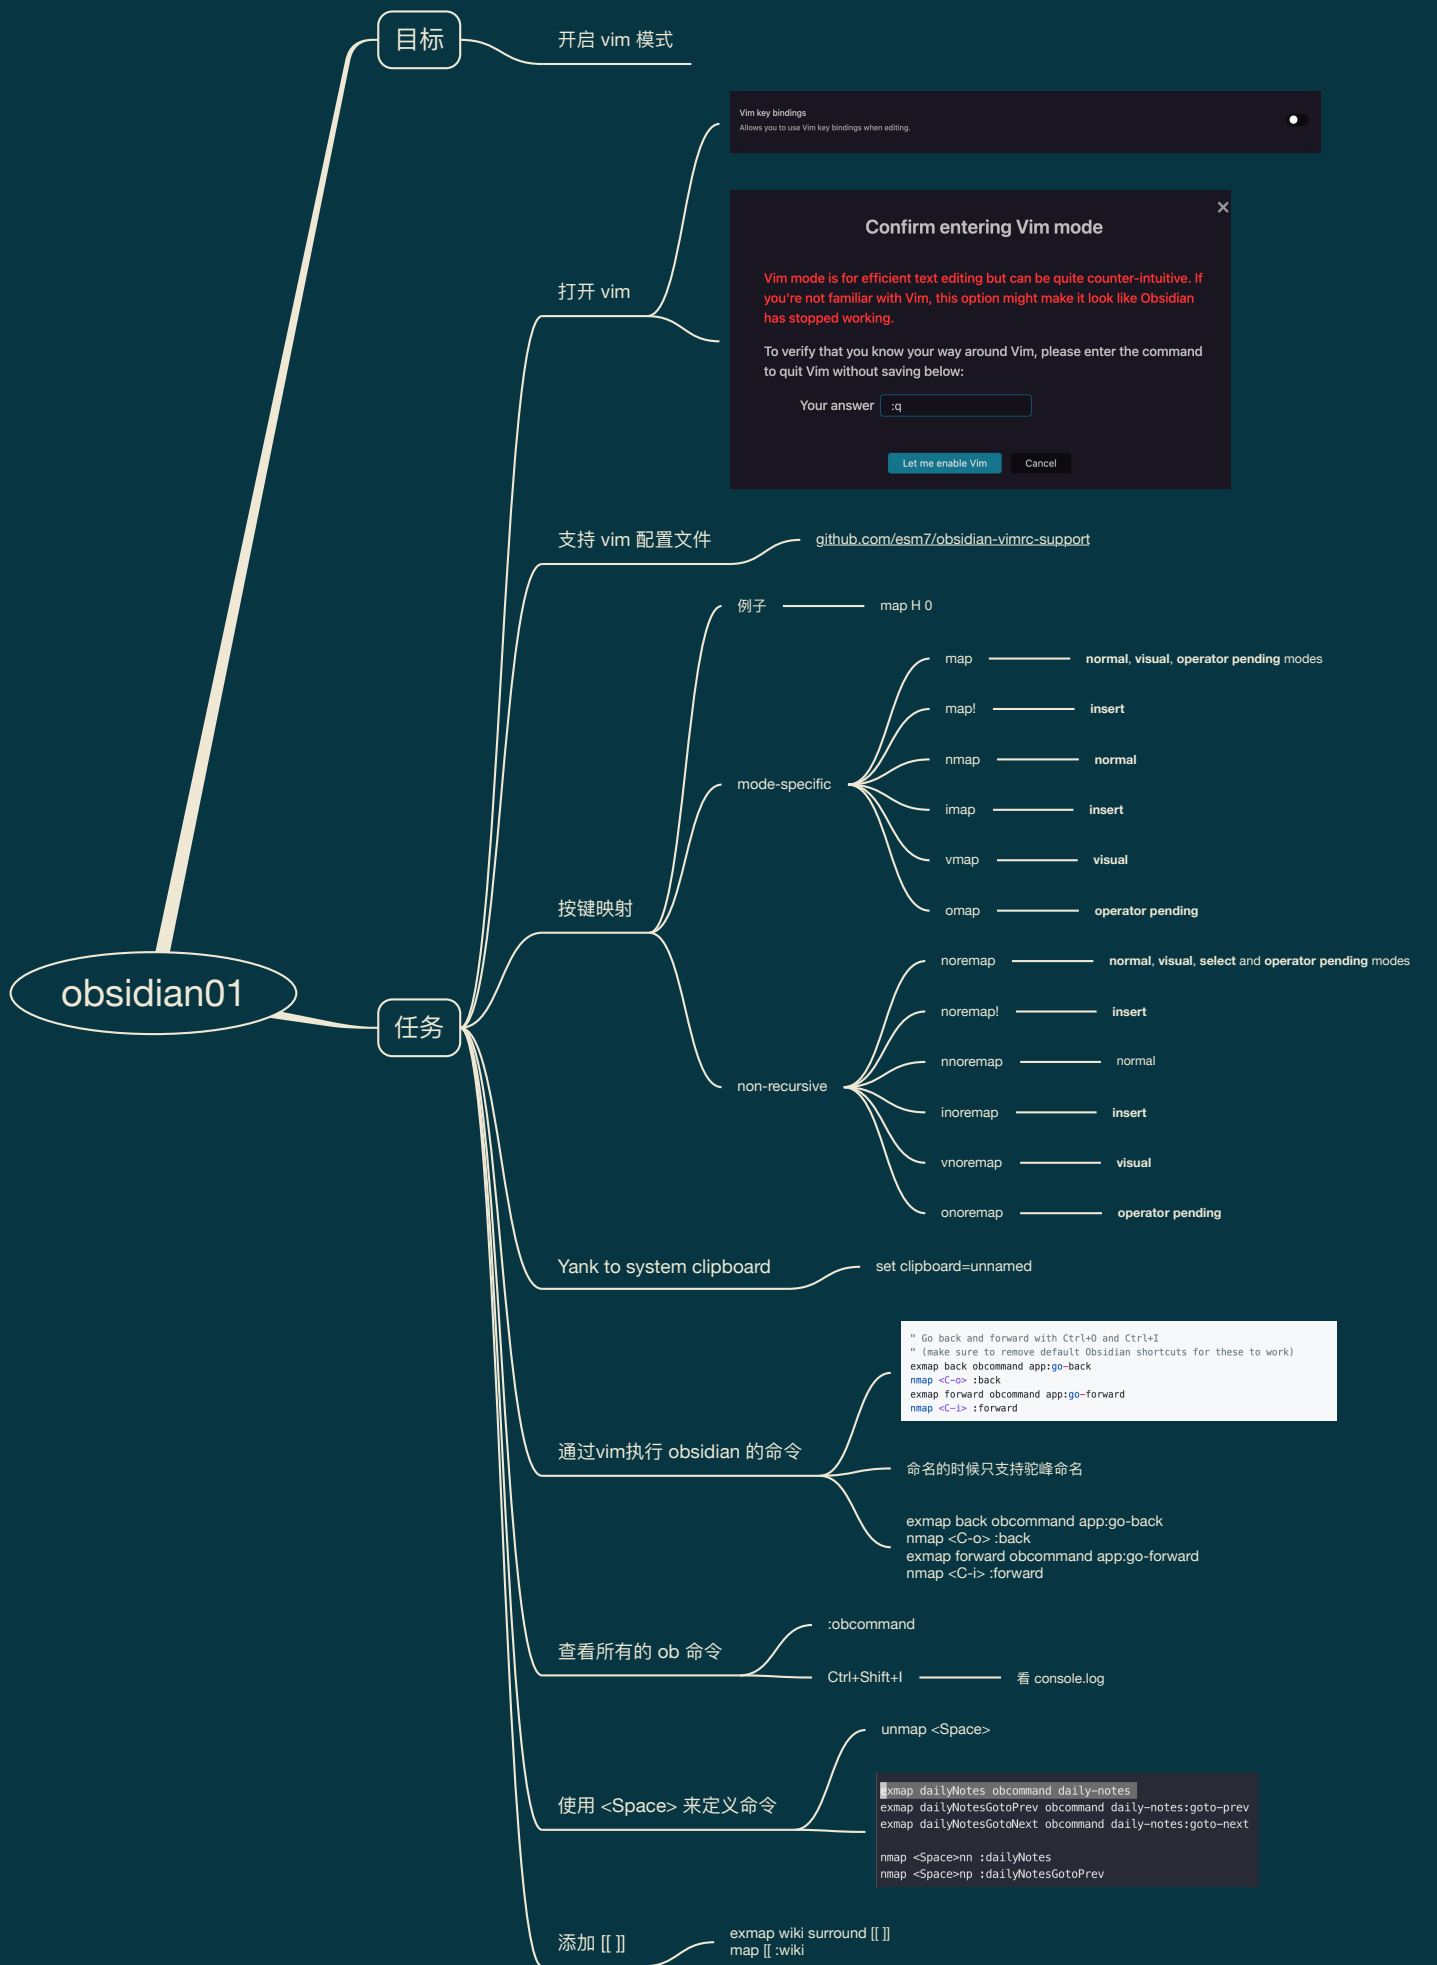 目标
开启 vim 模式
Vim key bindings
Allows you to use Vim key bindings when editing.
Confirm entering Vim mode
Vim mode is for efficient text editing but can be quite counter-intuitive. If
you're not familiar with Vim, this option might make it look like Obsidian
has stopped working.
To verify that you know your way around Vim, please enter the command
to quit Vim without saving below:
Your answer :q
Let me enable Vim Cancel
打开 vim
支持 vim 配置文件
github.com/esm7/obsidian-vimrc-support
例子
map H 0
map
normal, visual, operator pending modes
map!
insert
nmap
normal
mode-specific
imap
insert
vmap
visual
omap
operator pending
按键映射
noremap
normal, visual, select and operator pending modes
noremap!
insert
nnoremap
normal
non-recursive
inoremap
insert
vnoremap
visual
onoremap
operator pending
obsidian01
任务
Yank to system clipboard
set clipboard=unnamed
" Go back and forward with Ctrl+O and Ctrl+I
" (make sure to remove default Obsidian shortcuts for these to work)
exmap back obcommand app:go-back
nmap <C-o> :back
exmap forward obcommand app:go-forward
nmap <C-i> :forward
通过vim执行 obsidian 的命令
命名的时候只支持驼峰命名
exmap back obcommand app:go-back
nmap <C-o> :back
exmap forward obcommand app:go-forward
nmap <C-i> :forward
查看所有的 ob 命令
:obcommand
Ctrl+Shift+I
看 console.log
使用 <Space> 来定义命令
unmap <Space>
exmap dailyNotes obcommand daily-notes
exmap dailyNotesGotoPrev obcommand daily-notes:goto-prev
exmap dailyNotesGotoNext obcommand daily-notes:goto-next
nmap <Space>nn :dailyNotes
nmap <Space>np :dailyNotesGotoPrev
添加 [[ ]]
exmap wiki surround [[ ]]
map [[ :wiki